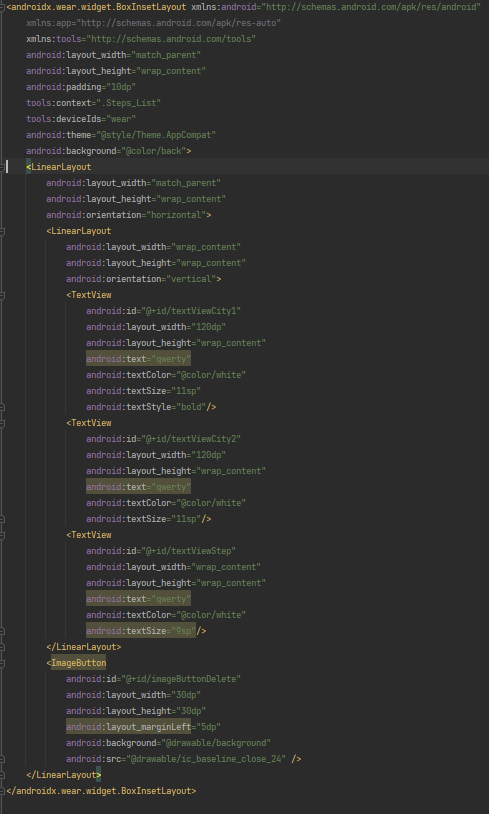 <androidx.wear.widget.BoxInsetLayout xmlns:android="http://schemas.android.com/apk/res/android"
    xmlns:app="http://schemas.android.com/apk/res-auto"
    xmlns:tools="http://schemas.android.com/tools"
    android:layout_width="match_parent"
    android:layout_height="wrap_content"
    android:padding="10dp"
    tools:context=".Steps_List"
    tools:deviceIds="wear"
    android:theme="@style/Theme.AppCompat"
    android:background="@color/back">
    <LinearLayout
        android:layout_width="match_parent"
        android:layout_height="wrap_content"
        android:orientation="horizontal">
        <LinearLayout
            android:layout_width="wrap_content"
            android:layout_height="wrap_content"
            android:orientation="vertical">
            <TextView
                android:id="@+id/textViewCity1"
                android:layout_width="120dp"
                android:layout_height="wrap_content"
                android:text="qwerty"
                android:textColor="@color/white"
                android:textSize="11sp"
                android:textStyle="bold"/>
            <TextView
                android:id="@+id/textViewCity2"
                android:layout_width="120dp"
                android:layout_height="wrap_content"
                android:text="qwerty"
                android:textColor="@color/white"
                android:textSize="11sp"/>
            <TextView
                android:id="@+id/textViewStep"
                android:layout_width="wrap_content"
                android:layout_height="wrap_content"
                android:text="qwerty"
                android:textColor="@color/white"
                android:textSize="9sp"/>
        </LinearLayout>
        <ImageButton
            android:id="@+id/imageButtonDelete"
            android:layout_width="30dp"
            android:layout_height="30dp"
            android:layout_marginLeft="5dp"
            android:background="@drawable/background"
            android:src="@drawable/ic_baseline_close_24" />
    </LinearLayout>
</androidx.wear.widget.BoxInsetLayout>